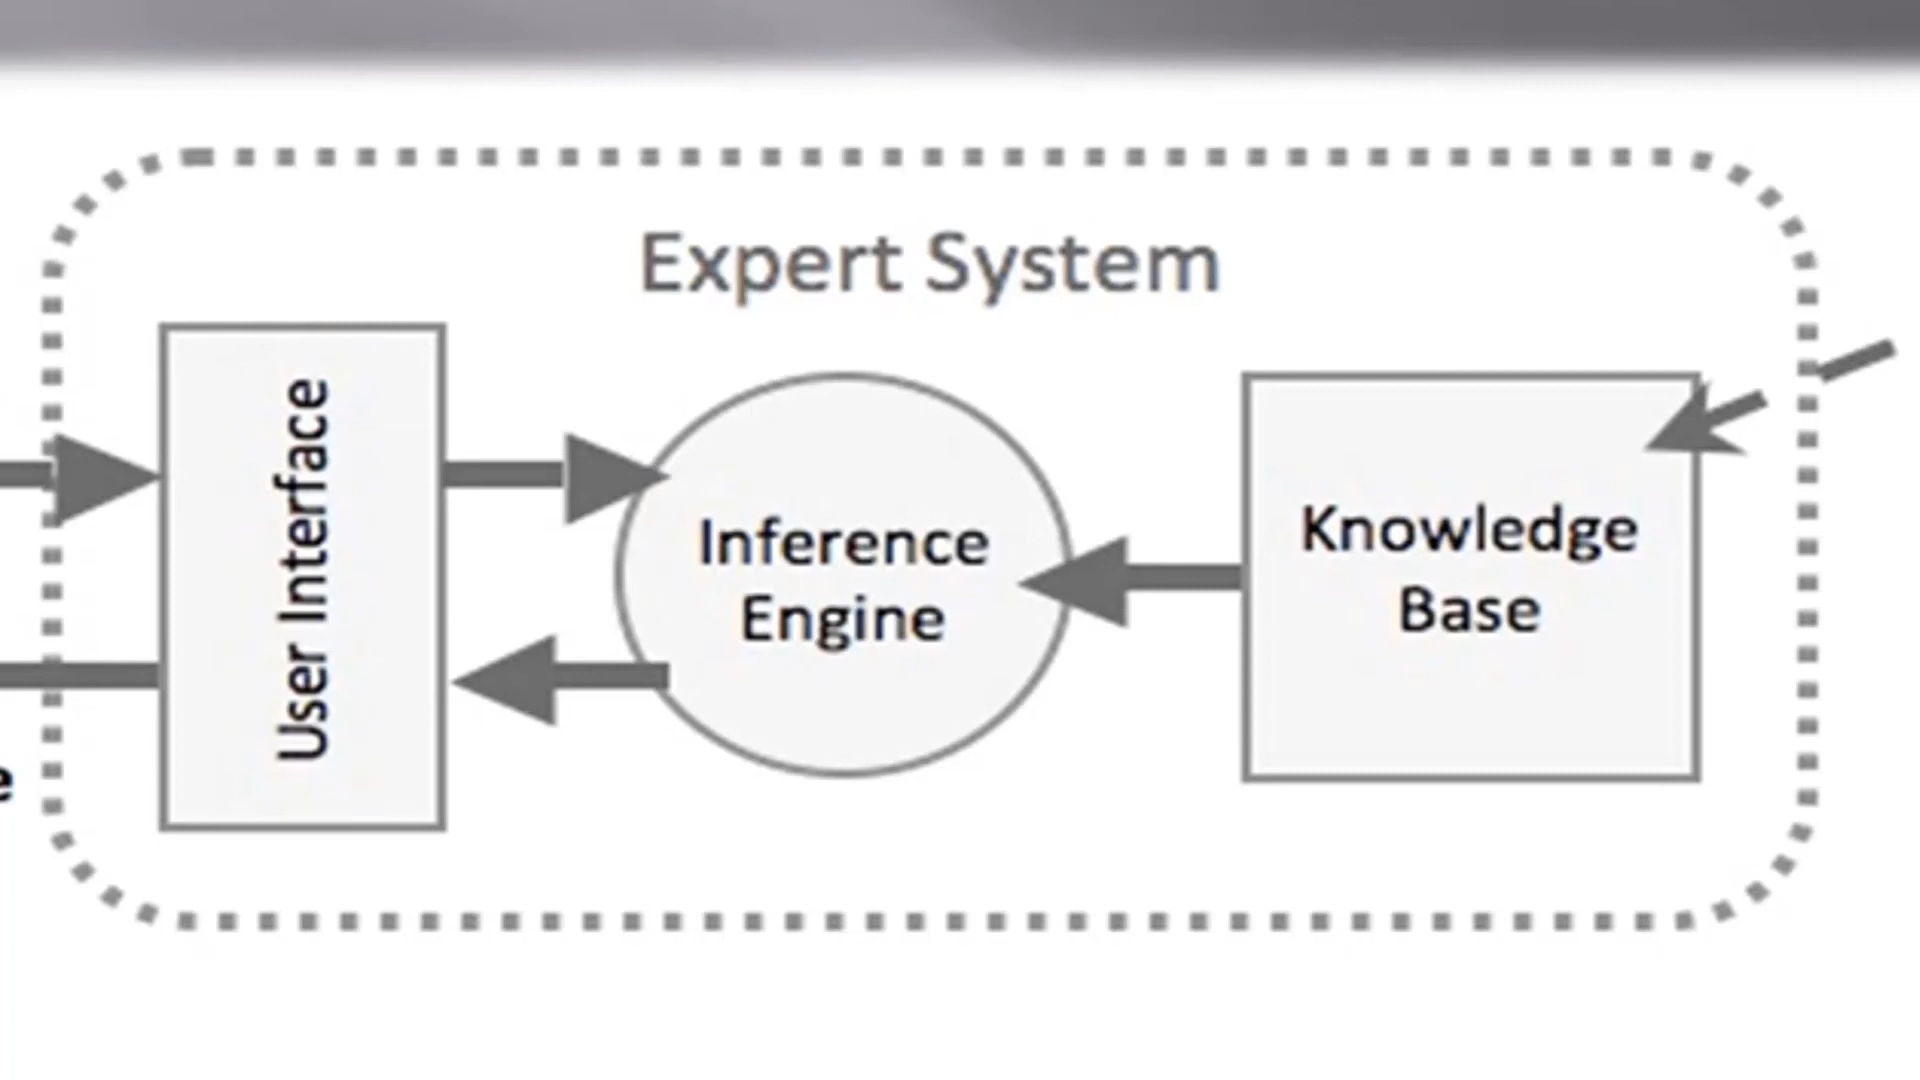 Expert System
User Interface
Inference
Engine
Knowledge
Base
e